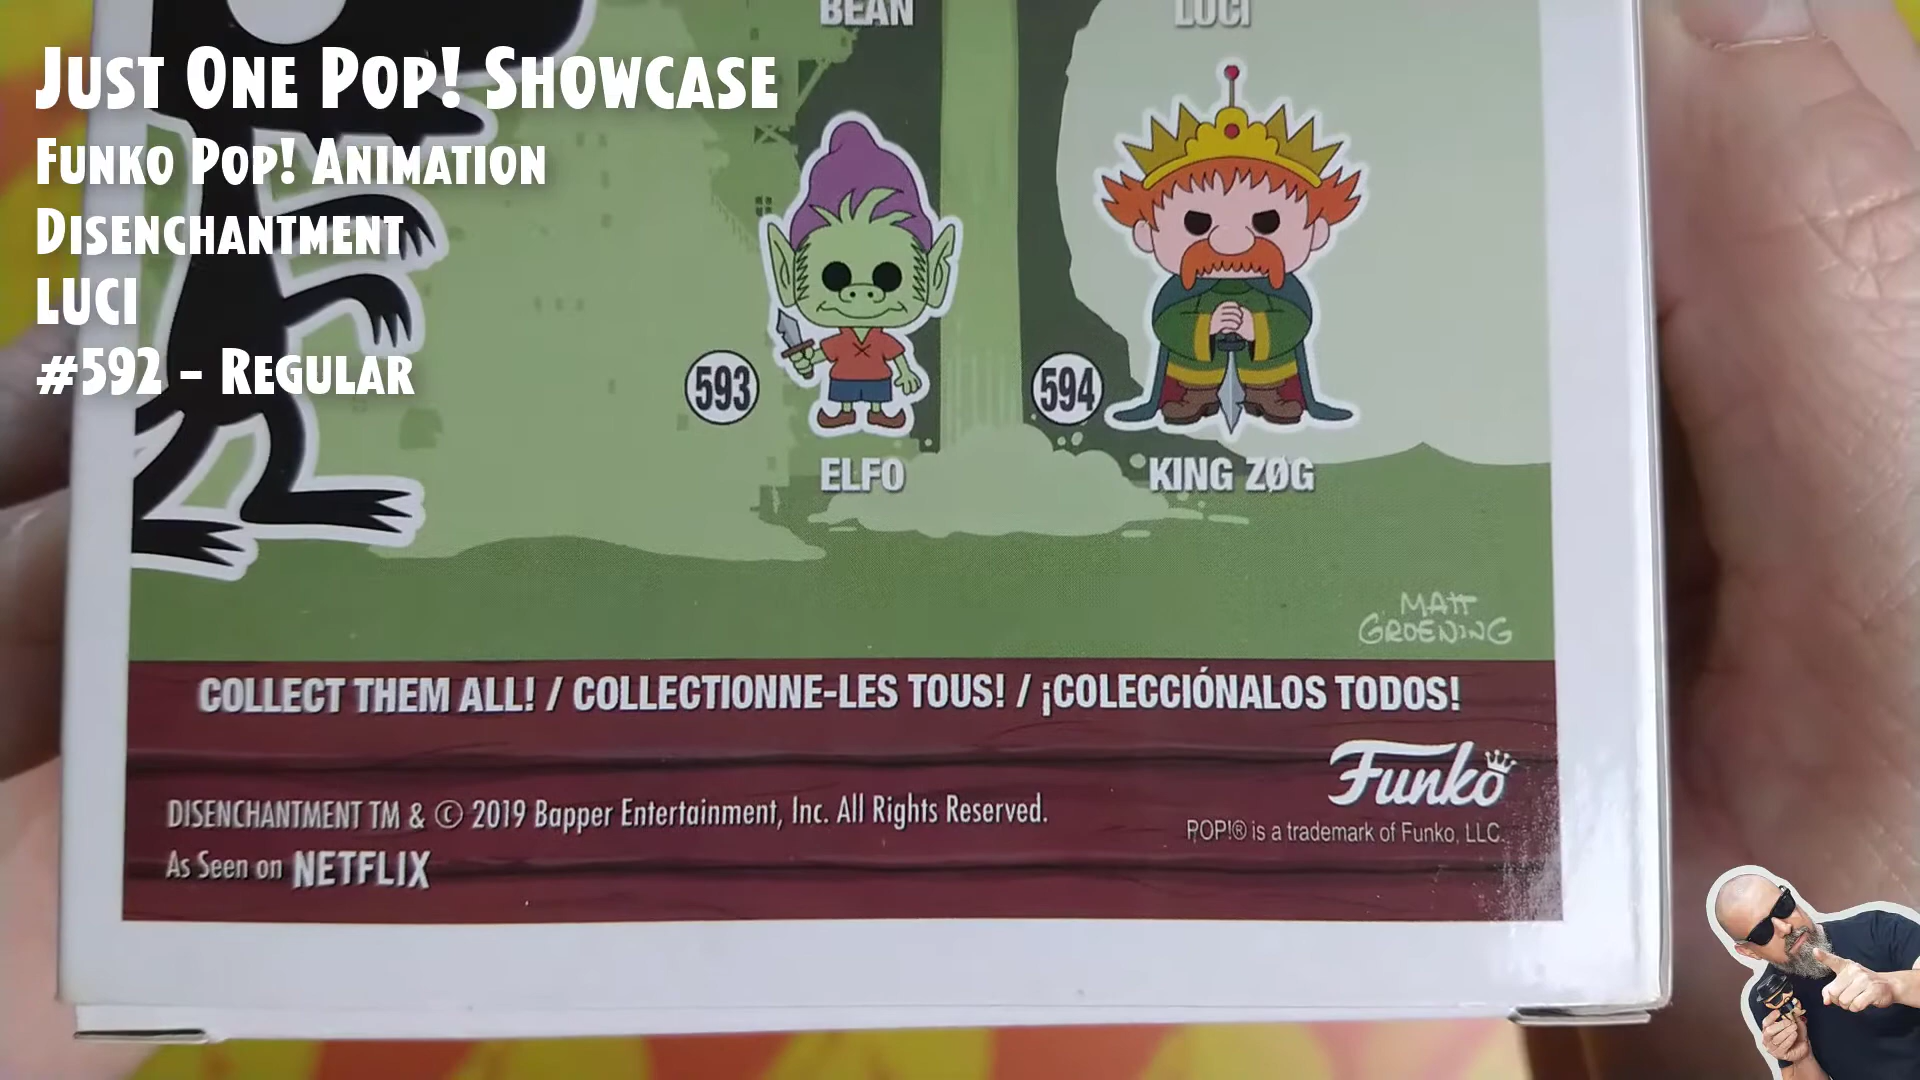 Just One Pop! Showcase
Funko Pop! Animation
Disenchantment
LUCI
#592 - Regular
BEAN
LUCI
593
594
ELFO
KING ZØG
MATT
GROENING
COLLECT THEM ALL! / COLLECTIONNE-LES TOUS! / ¡COLECCIÓNALOS TODOS!
Funko
DISENCHANTMENT TM & © 2019 Bapper Entertainment, Inc. All Rights Reserved.
POP!® is a trademark of Funko, LLC.
As Seen on NETFLIX